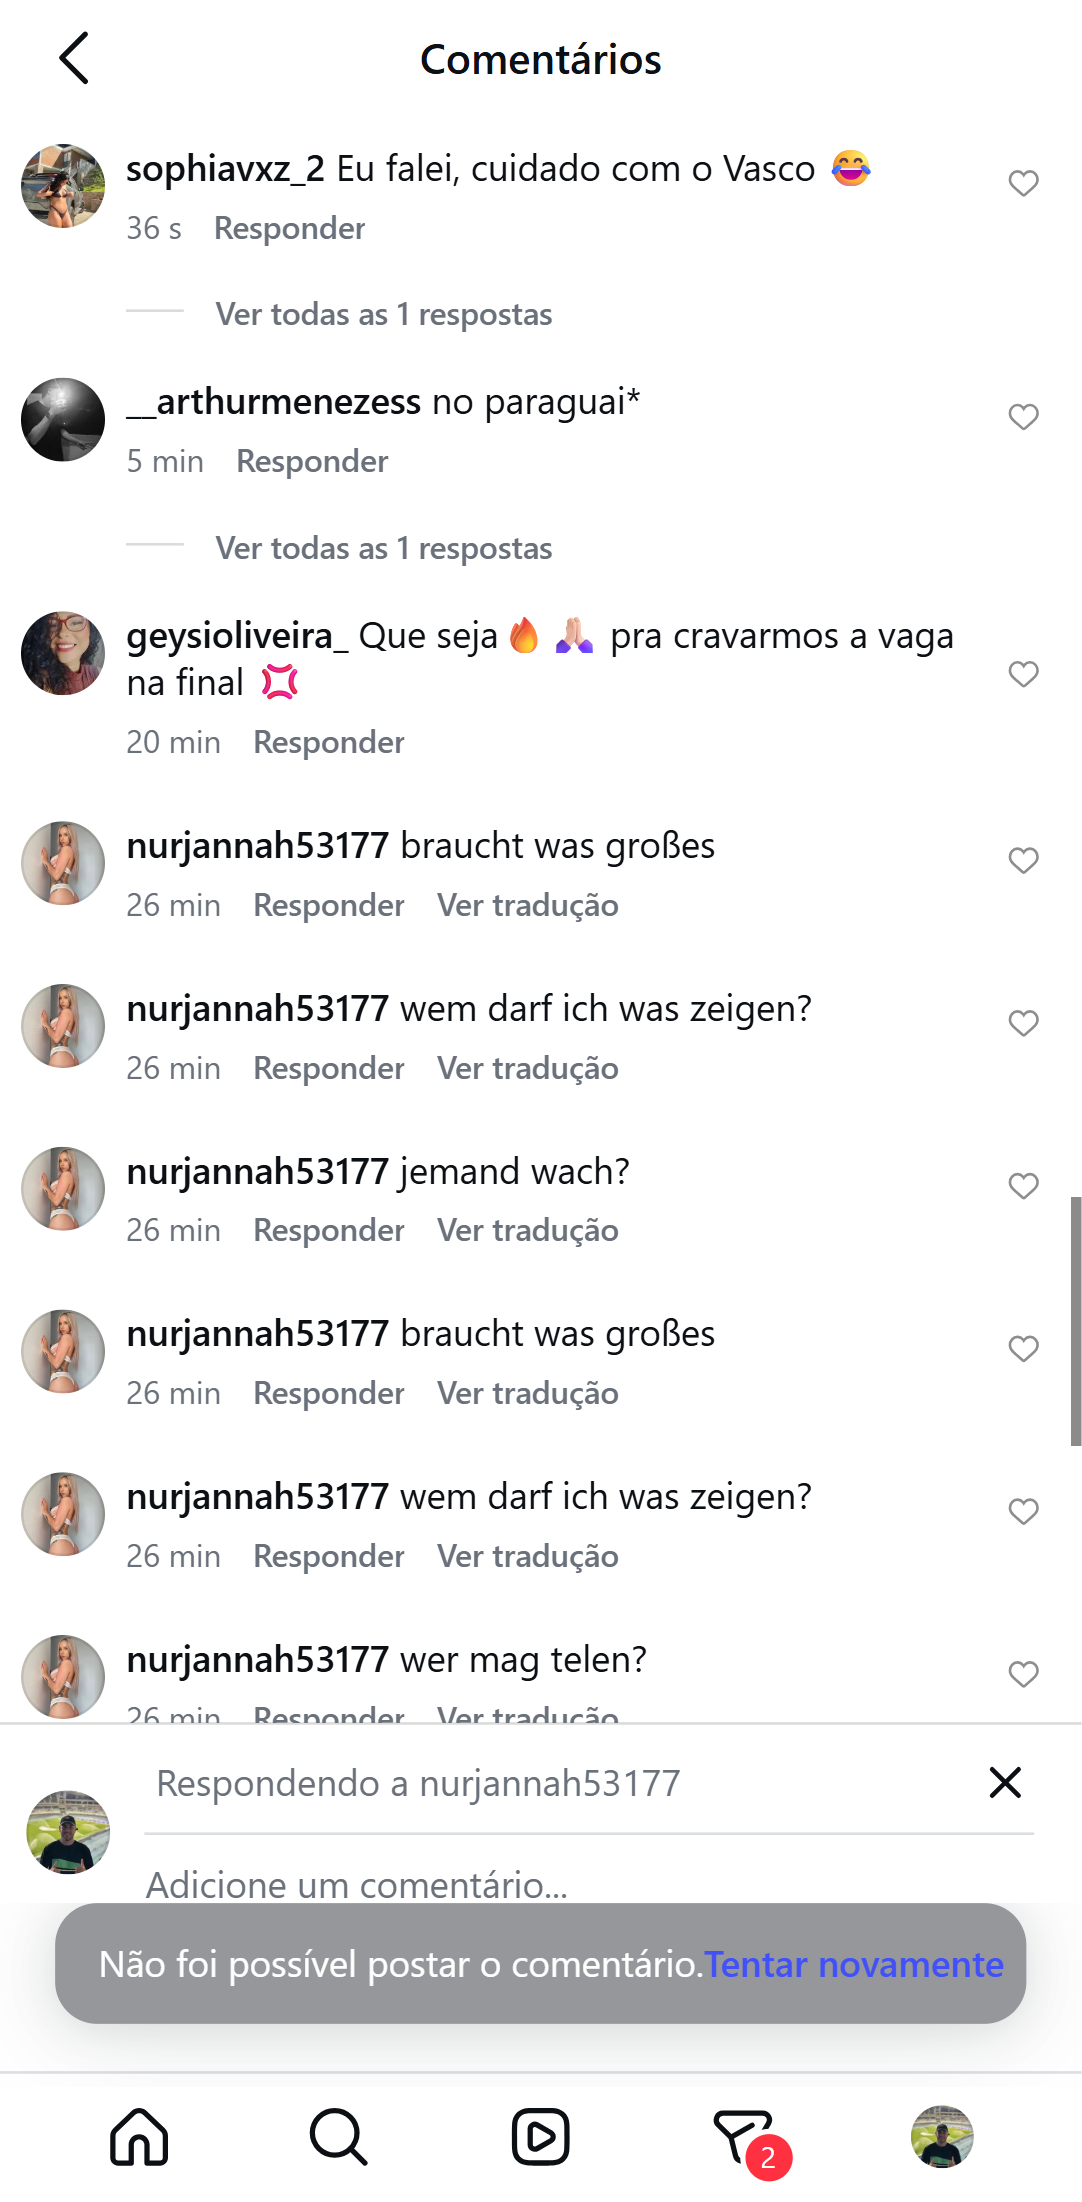 Comentários
sophiavxz_2 Eu falei, cuidado com o Vasco 😂
36 s Responder
Ver todas as 1 respostas
__arthurmenezess no paraguai*
5 min Responder
Ver todas as 1 respostas
geysioliveira_ Que seja🔥 🙏🏻 pra cravarmos a vaga
na final 💢
20 min Responder
nurjannah53177 braucht was großes
26 min Responder Ver tradução
nurjannah53177 wem darf ich was zeigen?
26 min Responder Ver tradução
nurjannah53177 jemand wach?
26 min Responder Ver tradução
nurjannah53177 braucht was großes
26 min Responder Ver tradução
nurjannah53177 wem darf ich was zeigen?
26 min Responder Ver tradução
nurjannah53177 wer mag telen?
26 min Responder Ver tradução
Respondendo a nurjannah53177
Adicione um comentário...
Não foi possível postar o comentário.Tentar novamente
2